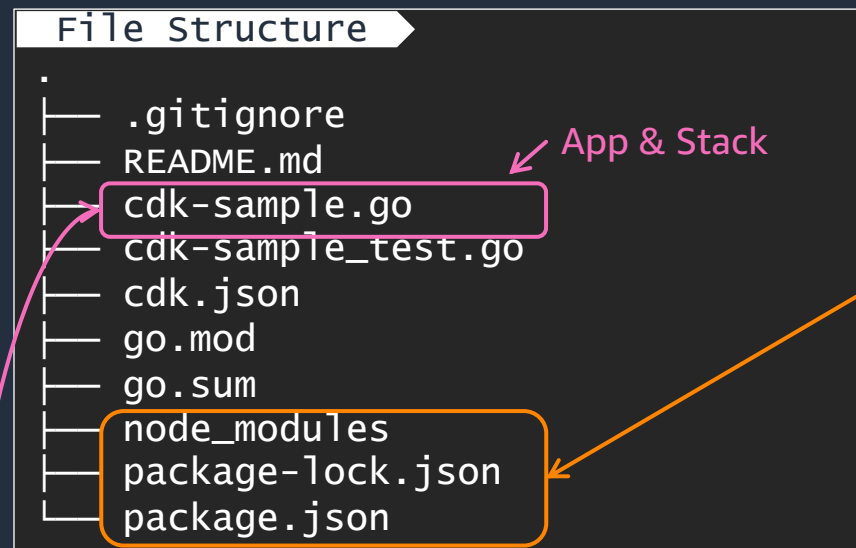 File Structure
.
├── .gitignore
├── README.md
App & Stack
├── cdk-sample.go
├── cdk-sample_test.go
├── cdk.json
├── go.mod
├── go.sum
├── node_modules
├── package-lock.json
└── package.json